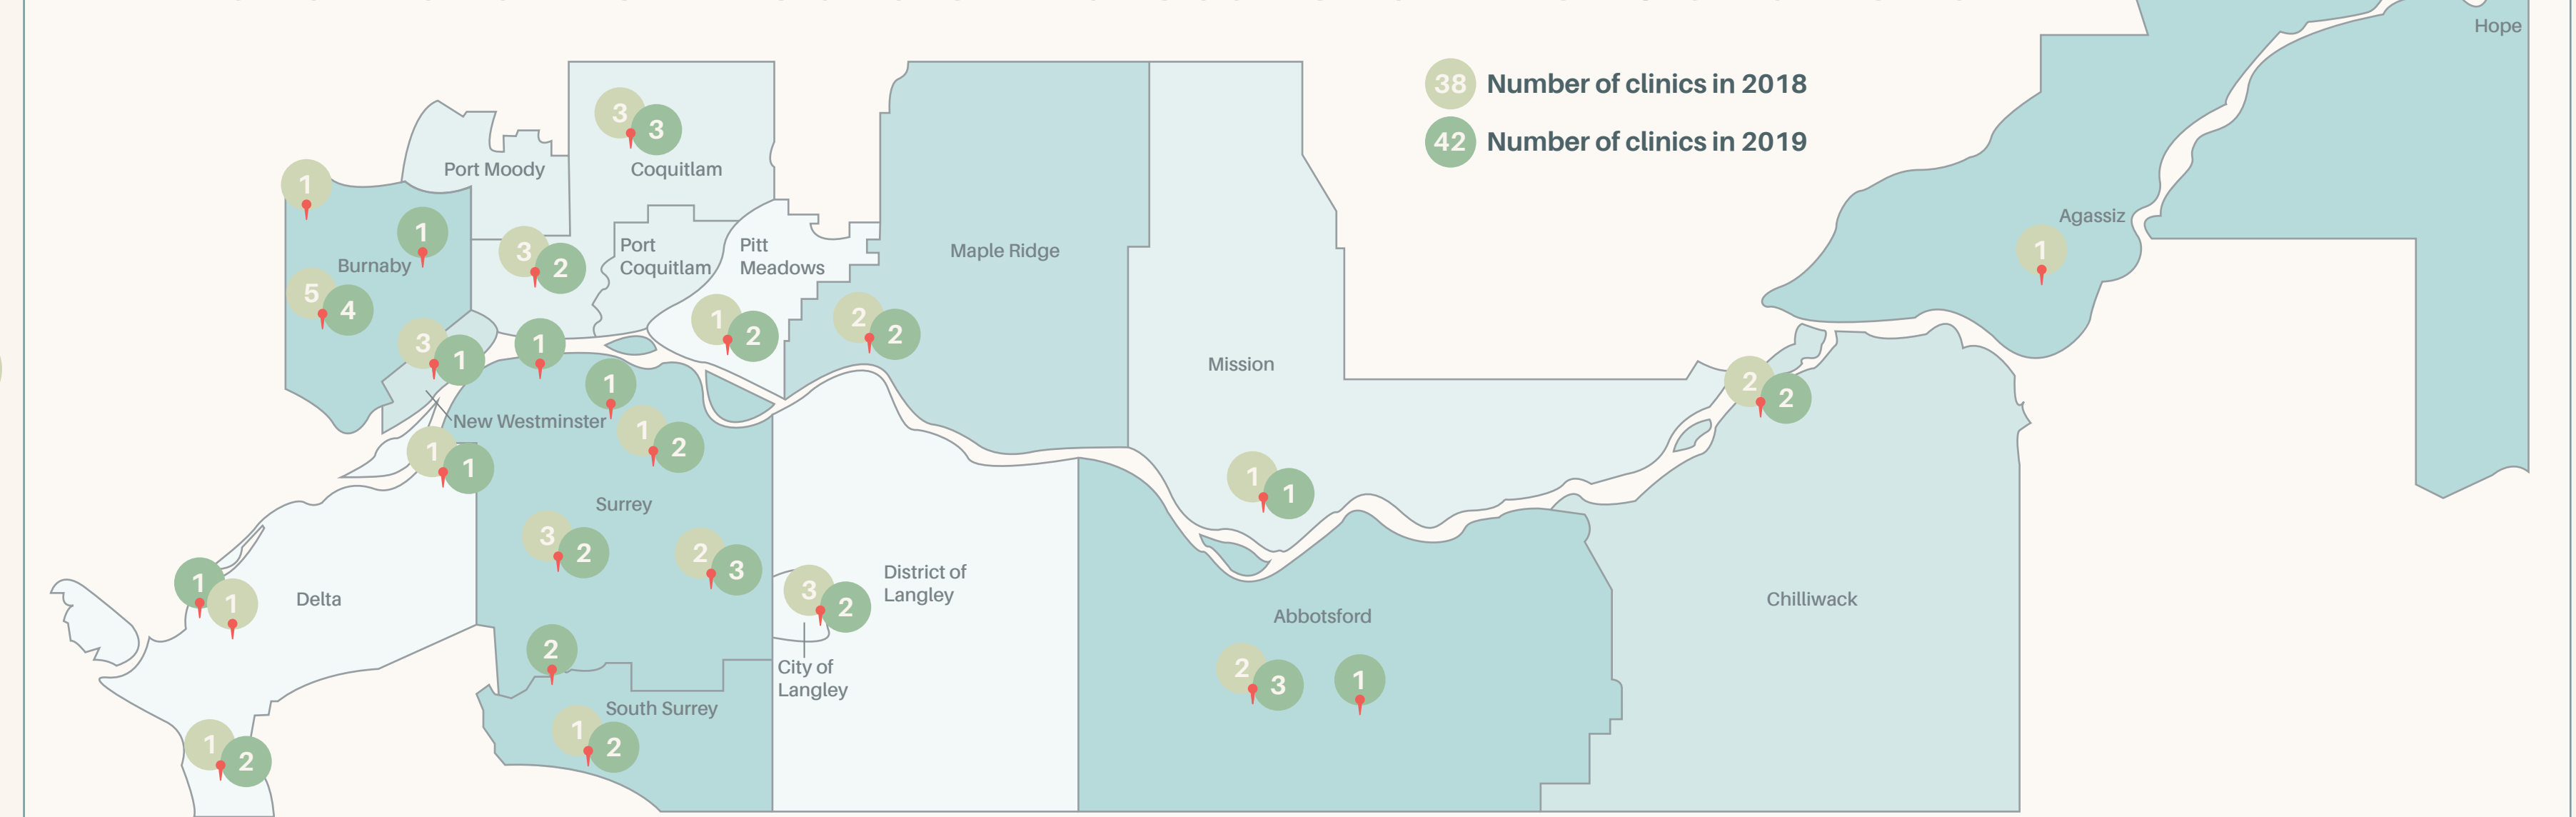 Hope
38 Number of clinics in 2018
42 Number of clinics in 2019
3
3
Port Moody
Coquitlam
1
1
Burnaby
5
4
3
2
Port
Coquitlam
Pitt
Meadows
Maple Ridge
Agassiz
1
3
1
1
1
2
2
2
Mission
2
2
1
New Westminster
1
2
1
1
1
1
Surrey
3
2
2
3
1
1
Delta
3
2
District of
Langley
Abbotsford
Chilliwack
2
City of
Langley
2
3
1
South Surrey
1
2
1
2